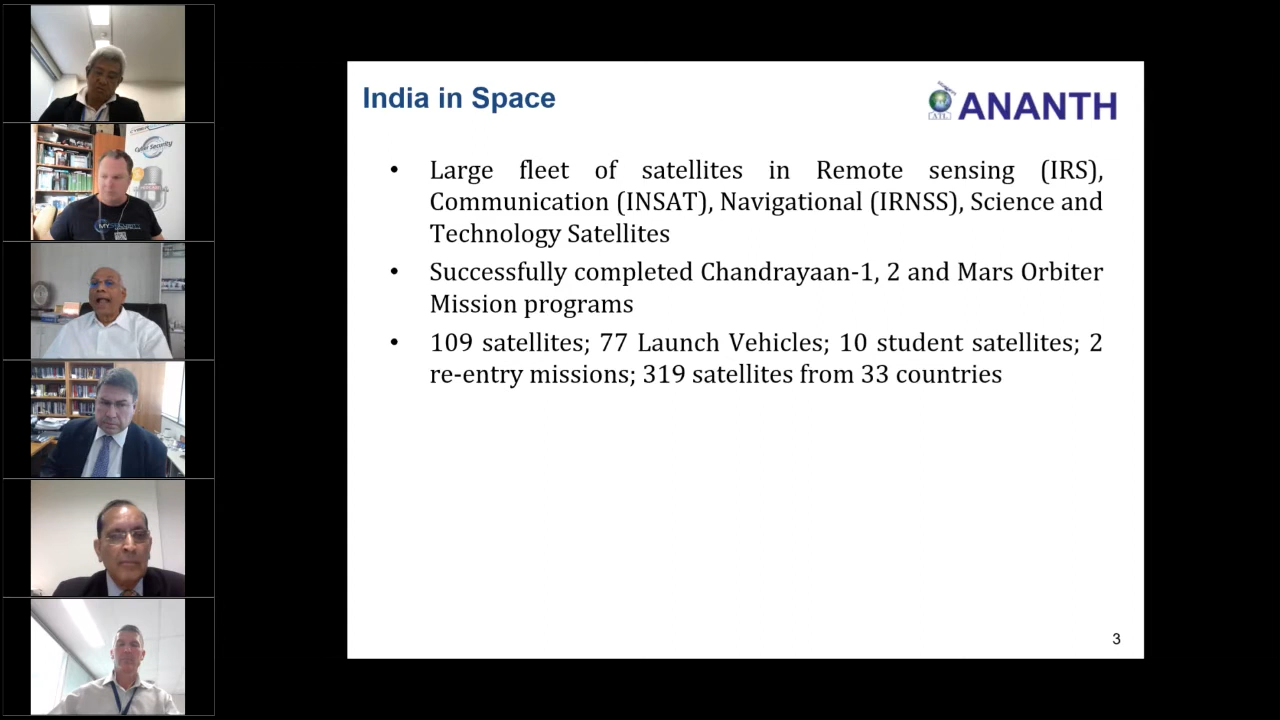 India in Space
ANANTH
ATL
• Large fleet of satellites in Remote sensing (IRS),
Communication (INSAT), Navigational (IRNSS), Science and
Technology Satellites
• Successfully completed Chandrayaan-1, 2 and Mars Orbiter
Mission programs
• 109 satellites; 77 Launch Vehicles; 10 student satellites; 2
re-entry missions; 319 satellites from 33 countries
3
Cyber Security